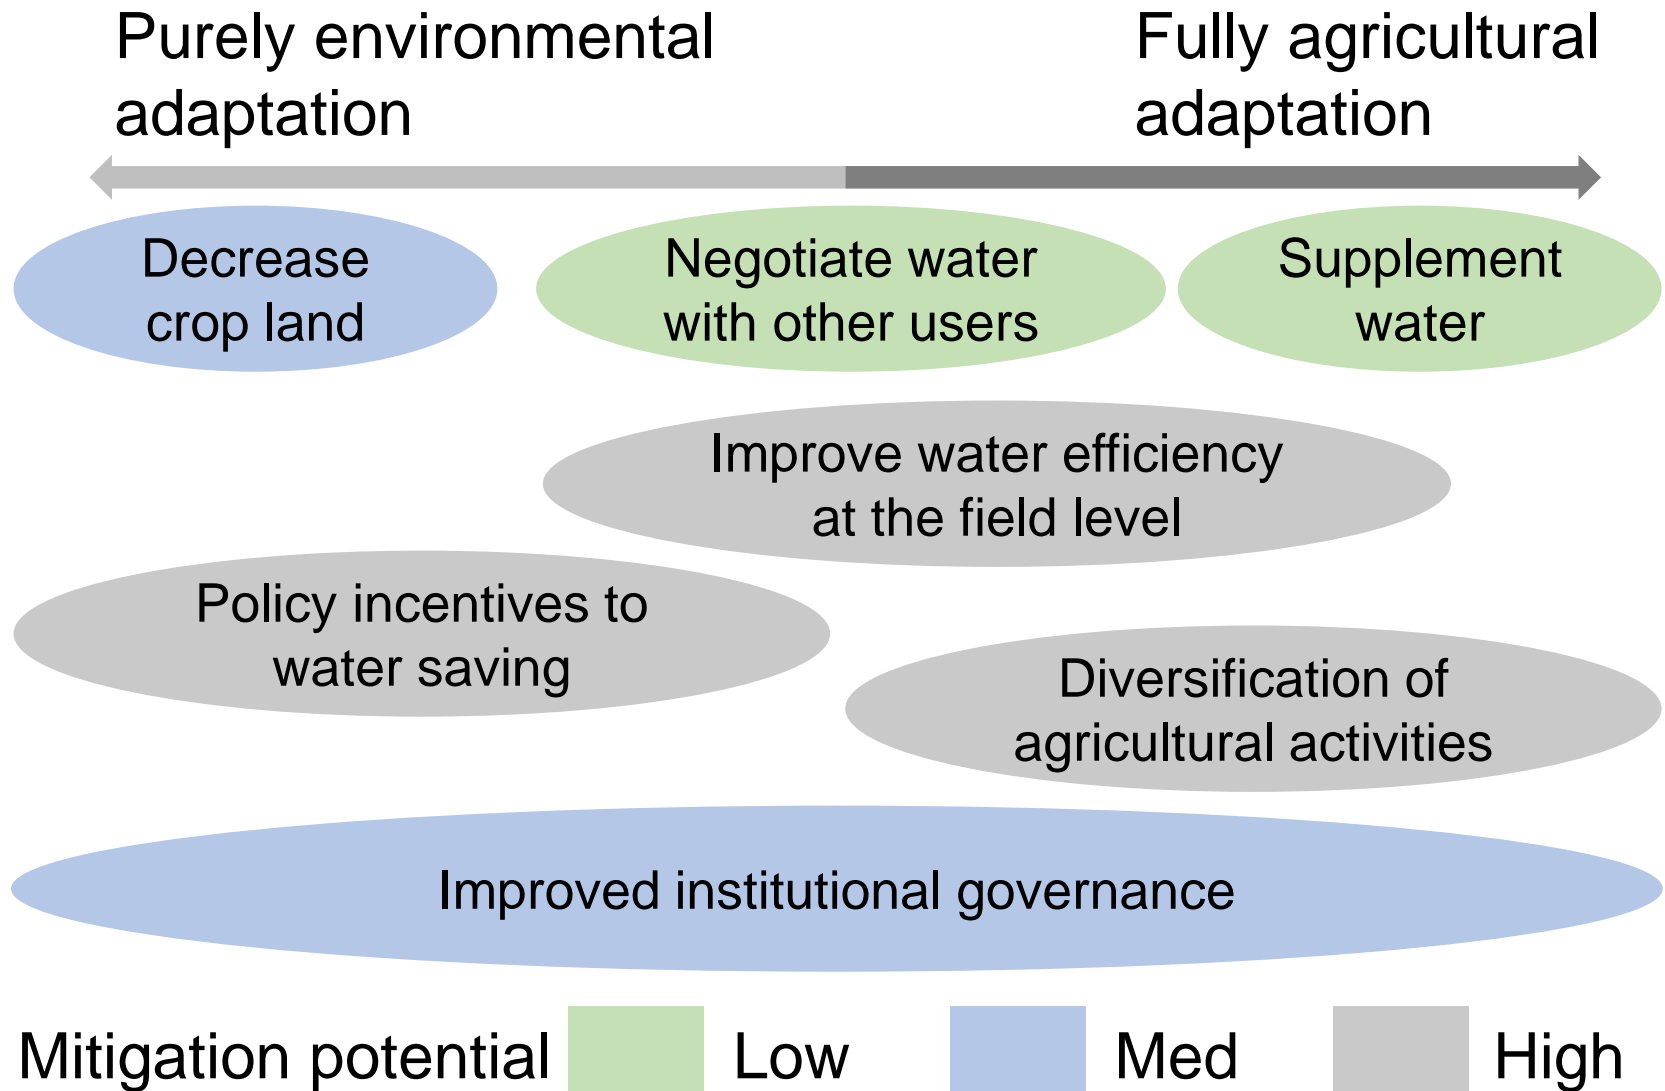 Purely environmental
adaptation
Fully agricultural
adaptation
Decrease
crop land
Negotiate water
with other users
Supplement
water
Improve water efficiency
at the field level
Policy incentives to
water saving
Diversification of
agricultural activities
Improved institutional governance
Mitigation potential Low Med High